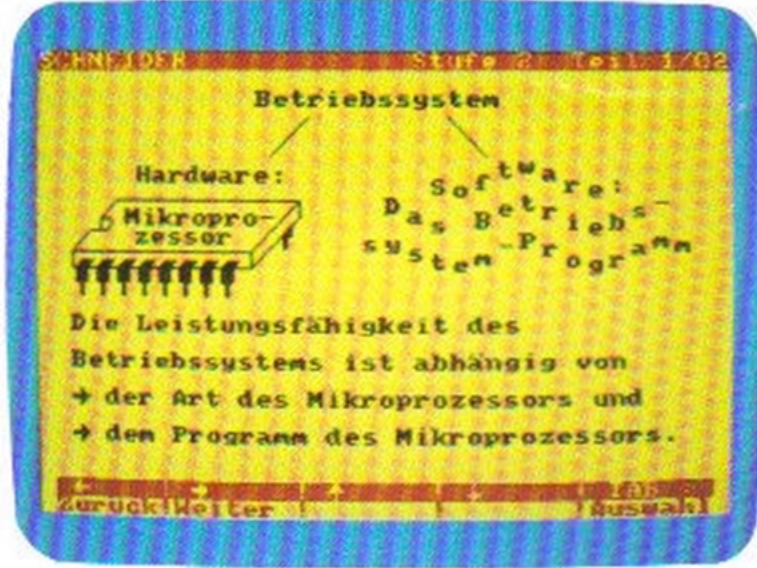 SCHNEIDER Stufe 2: Teil 1/02
Betriebssystem
Hardware:
Mikropro-
zessor
Software:
Das Betriebs-
system-Programm
Die Leistungsfähigkeit des
Betriebssystems ist abhängig von
→ der Art des Mikroprozessors und
→ dem Programm des Mikroprozessors.
← → ↑ ↓ TAB
Zurück Weiter Auswahl